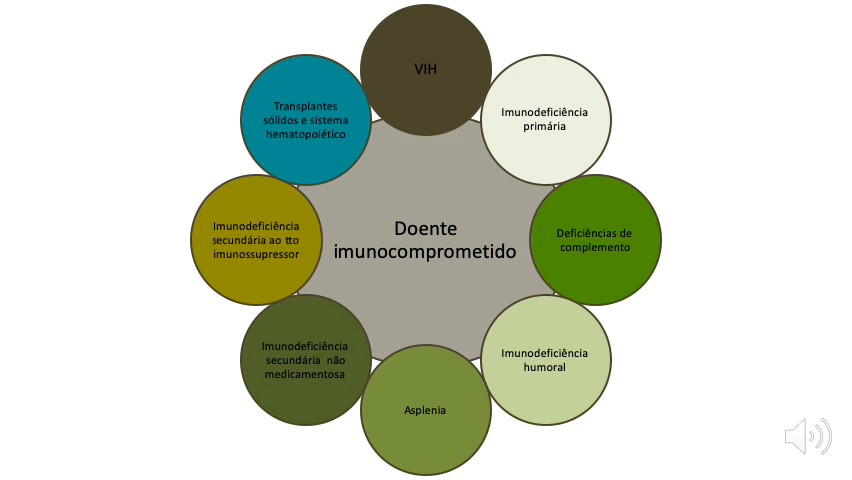 VIH
Imunodeficiência
primária
Deficiências de
complemento
Imunodeficiência
humoral
Asplenia
Imunodeficiência
secundária não
medicamentosa
Imunodeficiência
secundária ao tto
imunossupressor
Transplantes
sólidos e sistema
hematopoiético
Doente
imunocomprometido